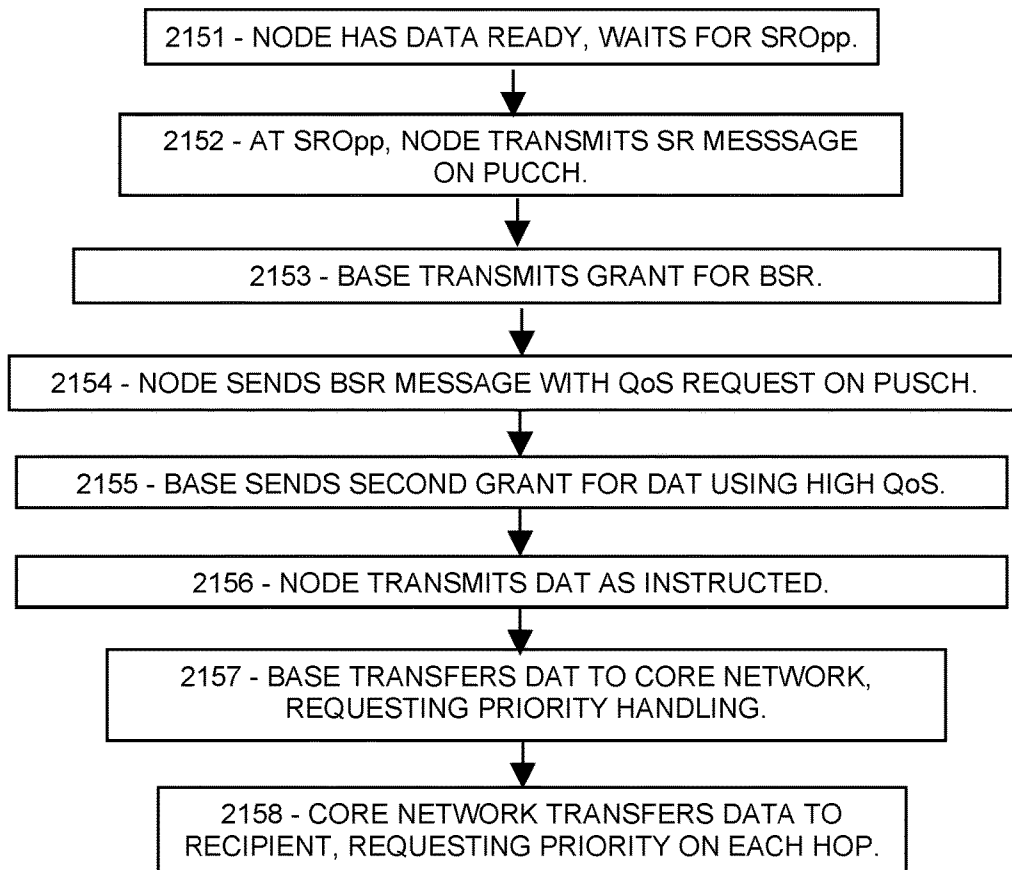 2151 - NODE HAS DATA READY, WAITS FOR SROpp.
2152 - AT SROpp, NODE TRANSMITS SR MESSSAGE
ON PUCCH.
2153 - BASE TRANSMITS GRANT FOR BSR.
2154 - NODE SENDS BSR MESSAGE WITH QoS REQUEST ON PUSCH.
2155 - BASE SENDS SECOND GRANT FOR DAT USING HIGH QoS.
2156 - NODE TRANSMITS DAT AS INSTRUCTED.
2157 - BASE TRANSFERS DAT TO CORE NETWORK,
REQUESTING PRIORITY HANDLING.
2158 - CORE NETWORK TRANSFERS DATA TO
RECIPIENT, REQUESTING PRIORITY ON EACH HOP.